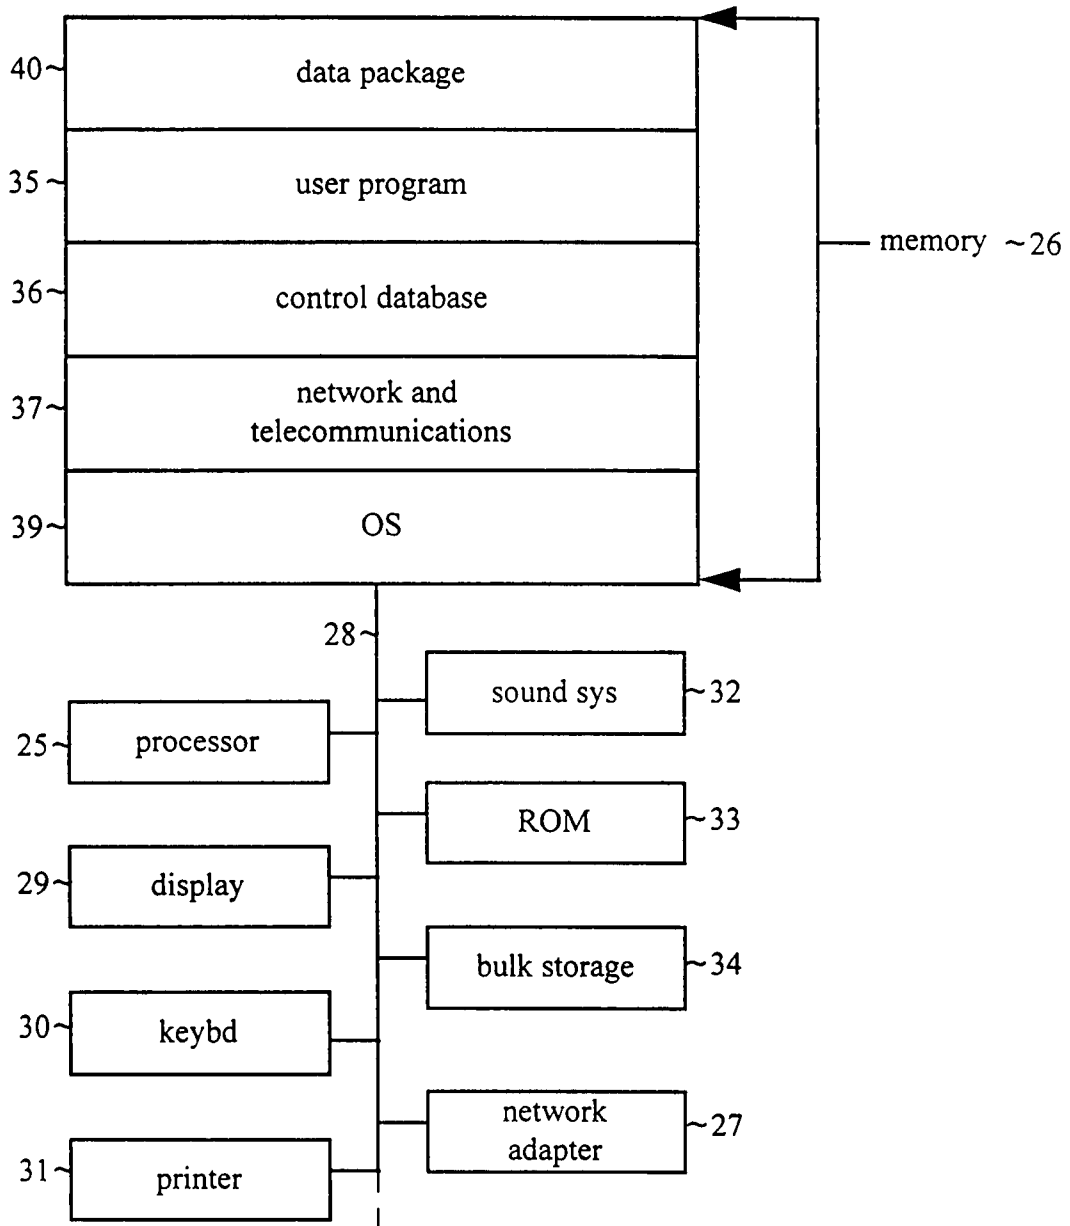 40~ data package
35~ user program
memory ~26
36~ control database
37~ network and
telecommunications
39~ OS
28~
sound sys ~32
25~ processor
ROM ~33
29~ display
bulk storage ~34
30~ keybd
network
adapter ~27
31~ printer